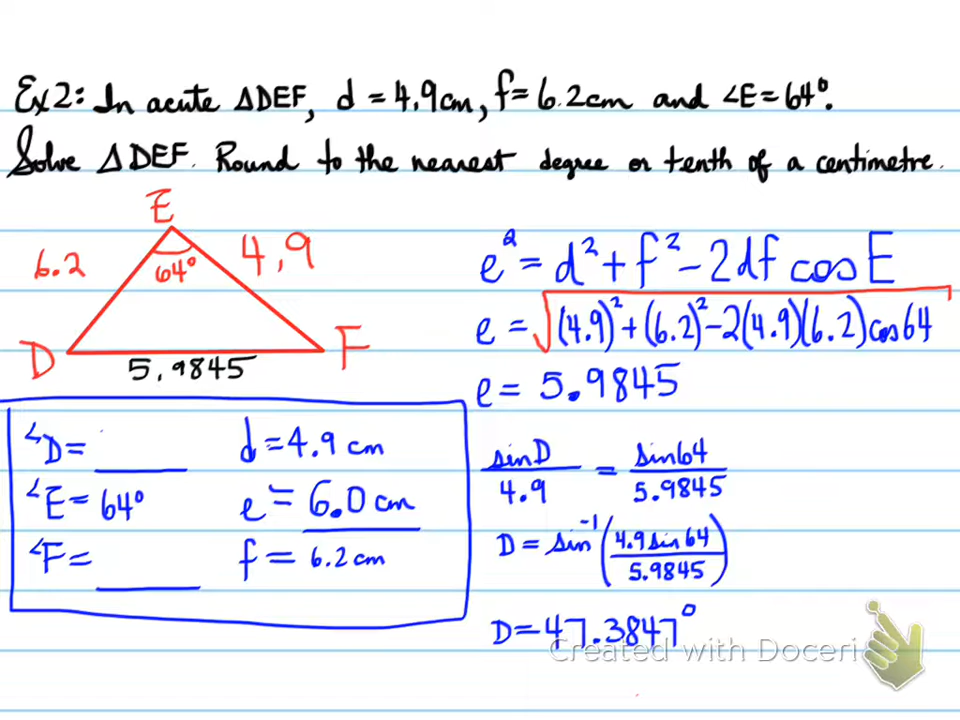 Ex2: In acute ΔDEF, d = 4.9cm, f = 6.2cm and ∠E = 64°.
Solve ΔDEF. Round to the nearest degree or tenth of a centimetre.
E
6.2
64°
4,9
D
F
5.9845
e² = d² + f² - 2df cosE
e = √((4.9)² + (6.2)² - 2(4.9)(6.2)cos64
e = 5.9845
sinD / 4.9 = sin64 / 5.9845
D = sin⁻¹(4.9sin64 / 5.9845)
D = 47.3847°
∠D = ____ d = 4.9 cm
∠E = 64° e ≐ 6.0 cm
∠F = ____ f = 6.2 cm
Created with Doceri